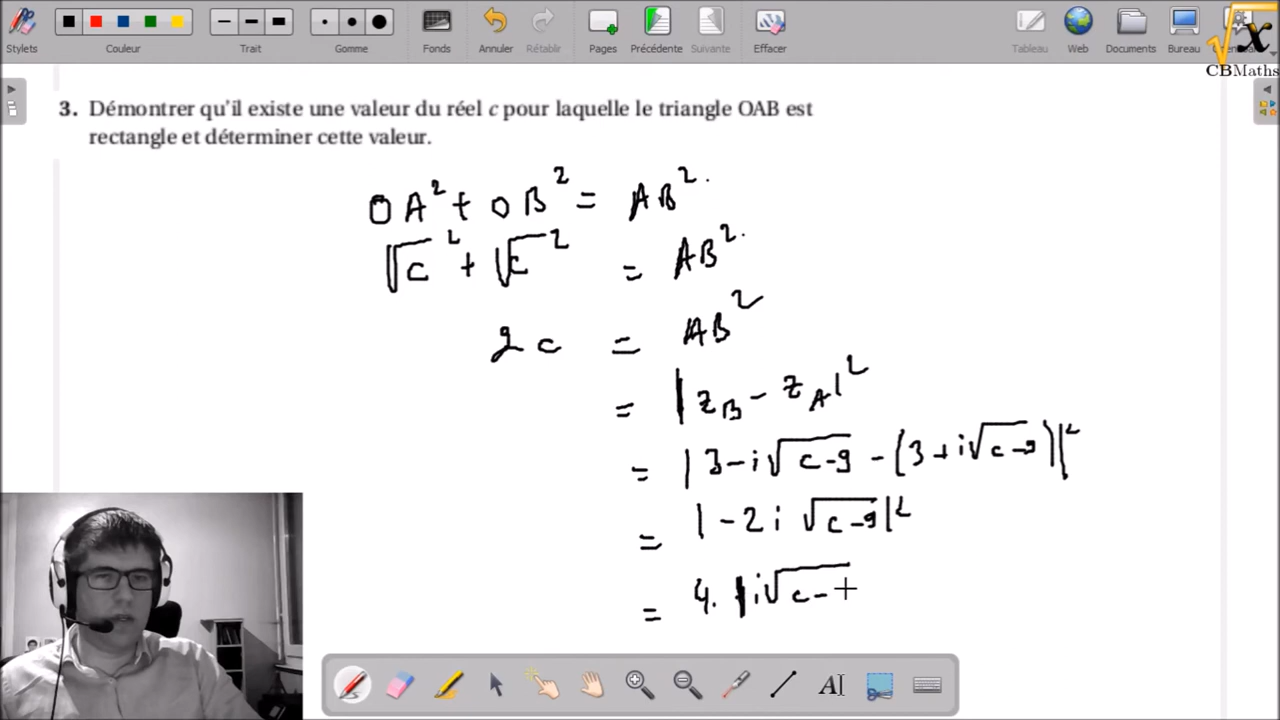 Stylets Couleur Trait Gomme Fonds Annuler Rétablir Pages Précédente Suivante Effacer Tableau Web Documents Bureau
√x
CBMaths
3. Démontrer qu'il existe une valeur du réel c pour laquelle le triangle OAB est
rectangle et déterminer cette valeur.
OA² + OB² = AB².
√c² + √c² = AB².
2c = AB²
= |z_B - z_A|²
= |3-i√(c-9) - (3+i√(c-9))|²
= |-2i√(c-9)|²
= 4. |i√(c-